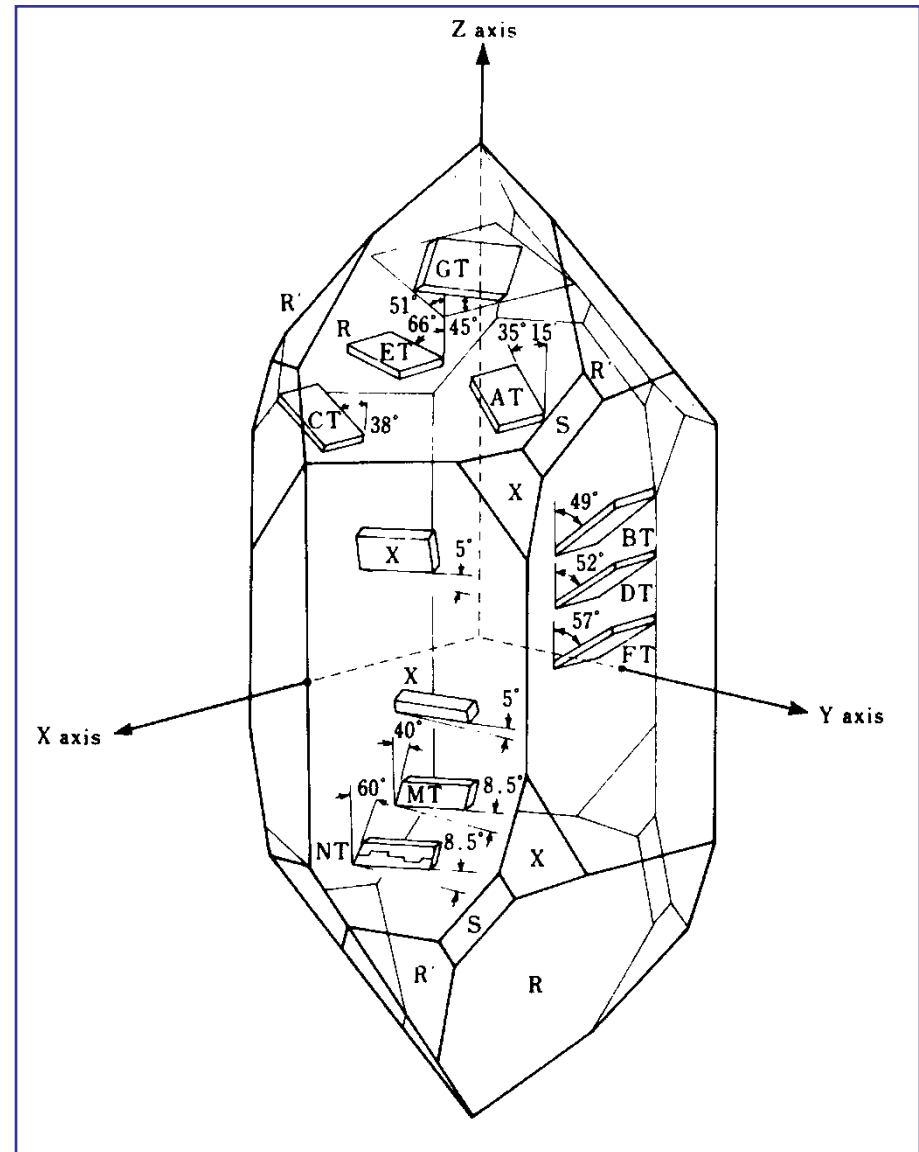 Z axis
GT
R'
51°
45°
R
66°
35° 15'
ET
R'
AT
CT
38°
S
X
49°
X
5°
BT
52°
DT
57°
FT
X
5°
X axis
Y axis
40°
60°
MT
8.5°
NT
8.5°
X
S
R'
R